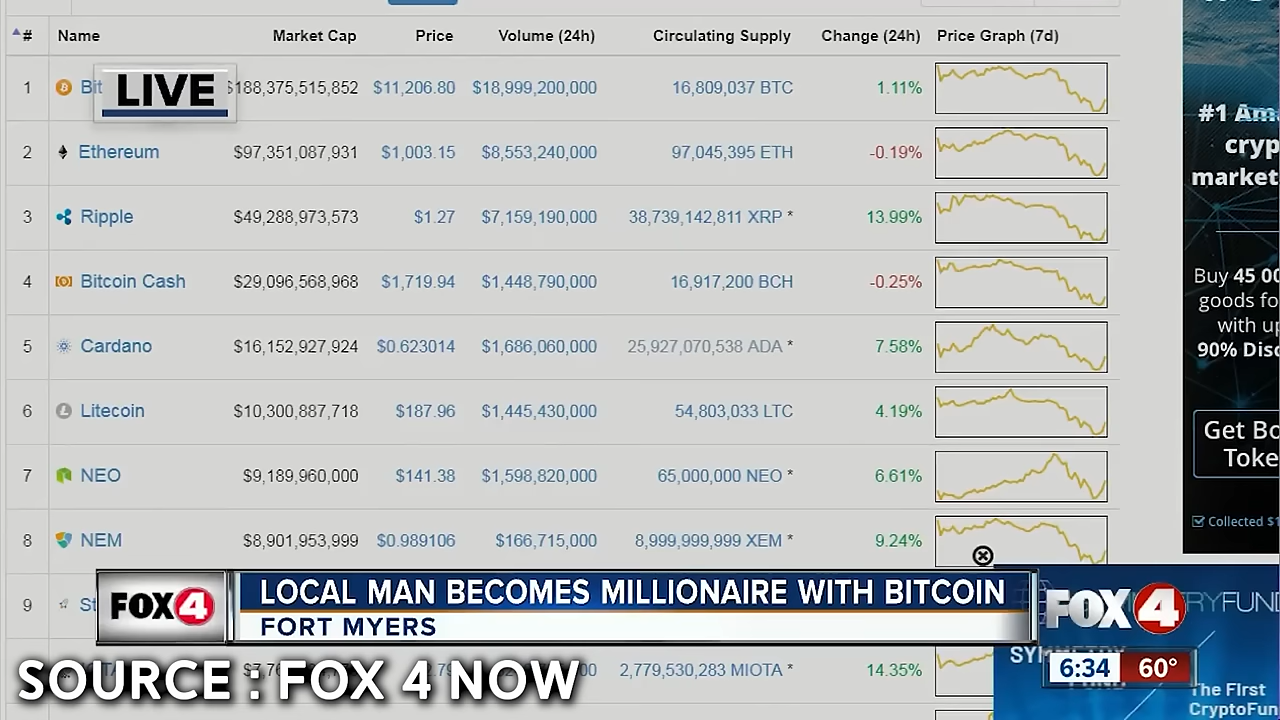 # Name Market Cap Price Volume (24h) Circulating Supply Change (24h) Price Graph (7d)
1 Bit $188,375,515,852 $11,206.80 $18,999,200,000 16,809,037 BTC 1.11%
LIVE
2 Ethereum $97,351,087,931 $1,003.15 $8,553,240,000 97,045,395 ETH -0.19%
3 Ripple $49,288,973,573 $1.27 $7,159,190,000 38,739,142,811 XRP * 13.99%
4 Bitcoin Cash $29,096,568,968 $1,719.94 $1,448,790,000 16,917,200 BCH -0.25%
5 Cardano $16,152,927,924 $0.623014 $1,686,060,000 25,927,070,538 ADA * 7.58%
6 Litecoin $10,300,887,718 $187.96 $1,445,430,000 54,803,033 LTC 4.19%
7 NEO $9,189,960,000 $141.38 $1,598,820,000 65,000,000 NEO * 6.61%
8 NEM $8,901,953,999 $0.989106 $166,715,000 8,999,999,999 XEM * 9.24%
9 St
2,779,530,283 MIOTA * 14.35%
#1 Am
cryp
market
Buy 45 00
goods fo
with up
90% Disc
Get Bo
Toke
Collected $1
FOX 4
LOCAL MAN BECOMES MILLIONAIRE WITH BITCOIN
FORT MYERS
FOX 4
RYFUND
6:34 60°
The First
CryptoFun
SOURCE : FOX 4 NOW